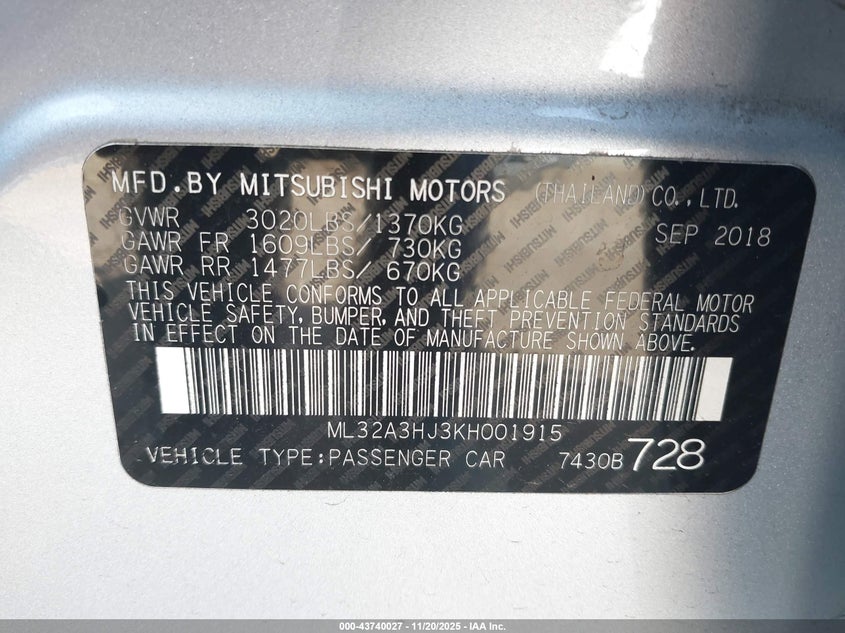 MFD.BY MITSUBISHI MOTORS (THAILAND)CO.,LTD.
GVWR 3020LBS/1370KG SEP 2018
GAWR FR 1609LBS/ 730KG
GAWR RR 1477LBS/ 670KG
THIS VEHICLE CONFORMS TO ALL APPLICABLE FEDERAL MOTOR
VEHICLE SAFETY, BUMPER, AND THEFT PREVENTION STANDARDS
IN EFFECT ON THE DATE OF MANUFACTURE SHOWN ABOVE.
ML32A3HJ3KH001915
VEHICLE TYPE:PASSENGER CAR 7430B 728
000-43740027 - 11/20/2025 - IAA Inc.